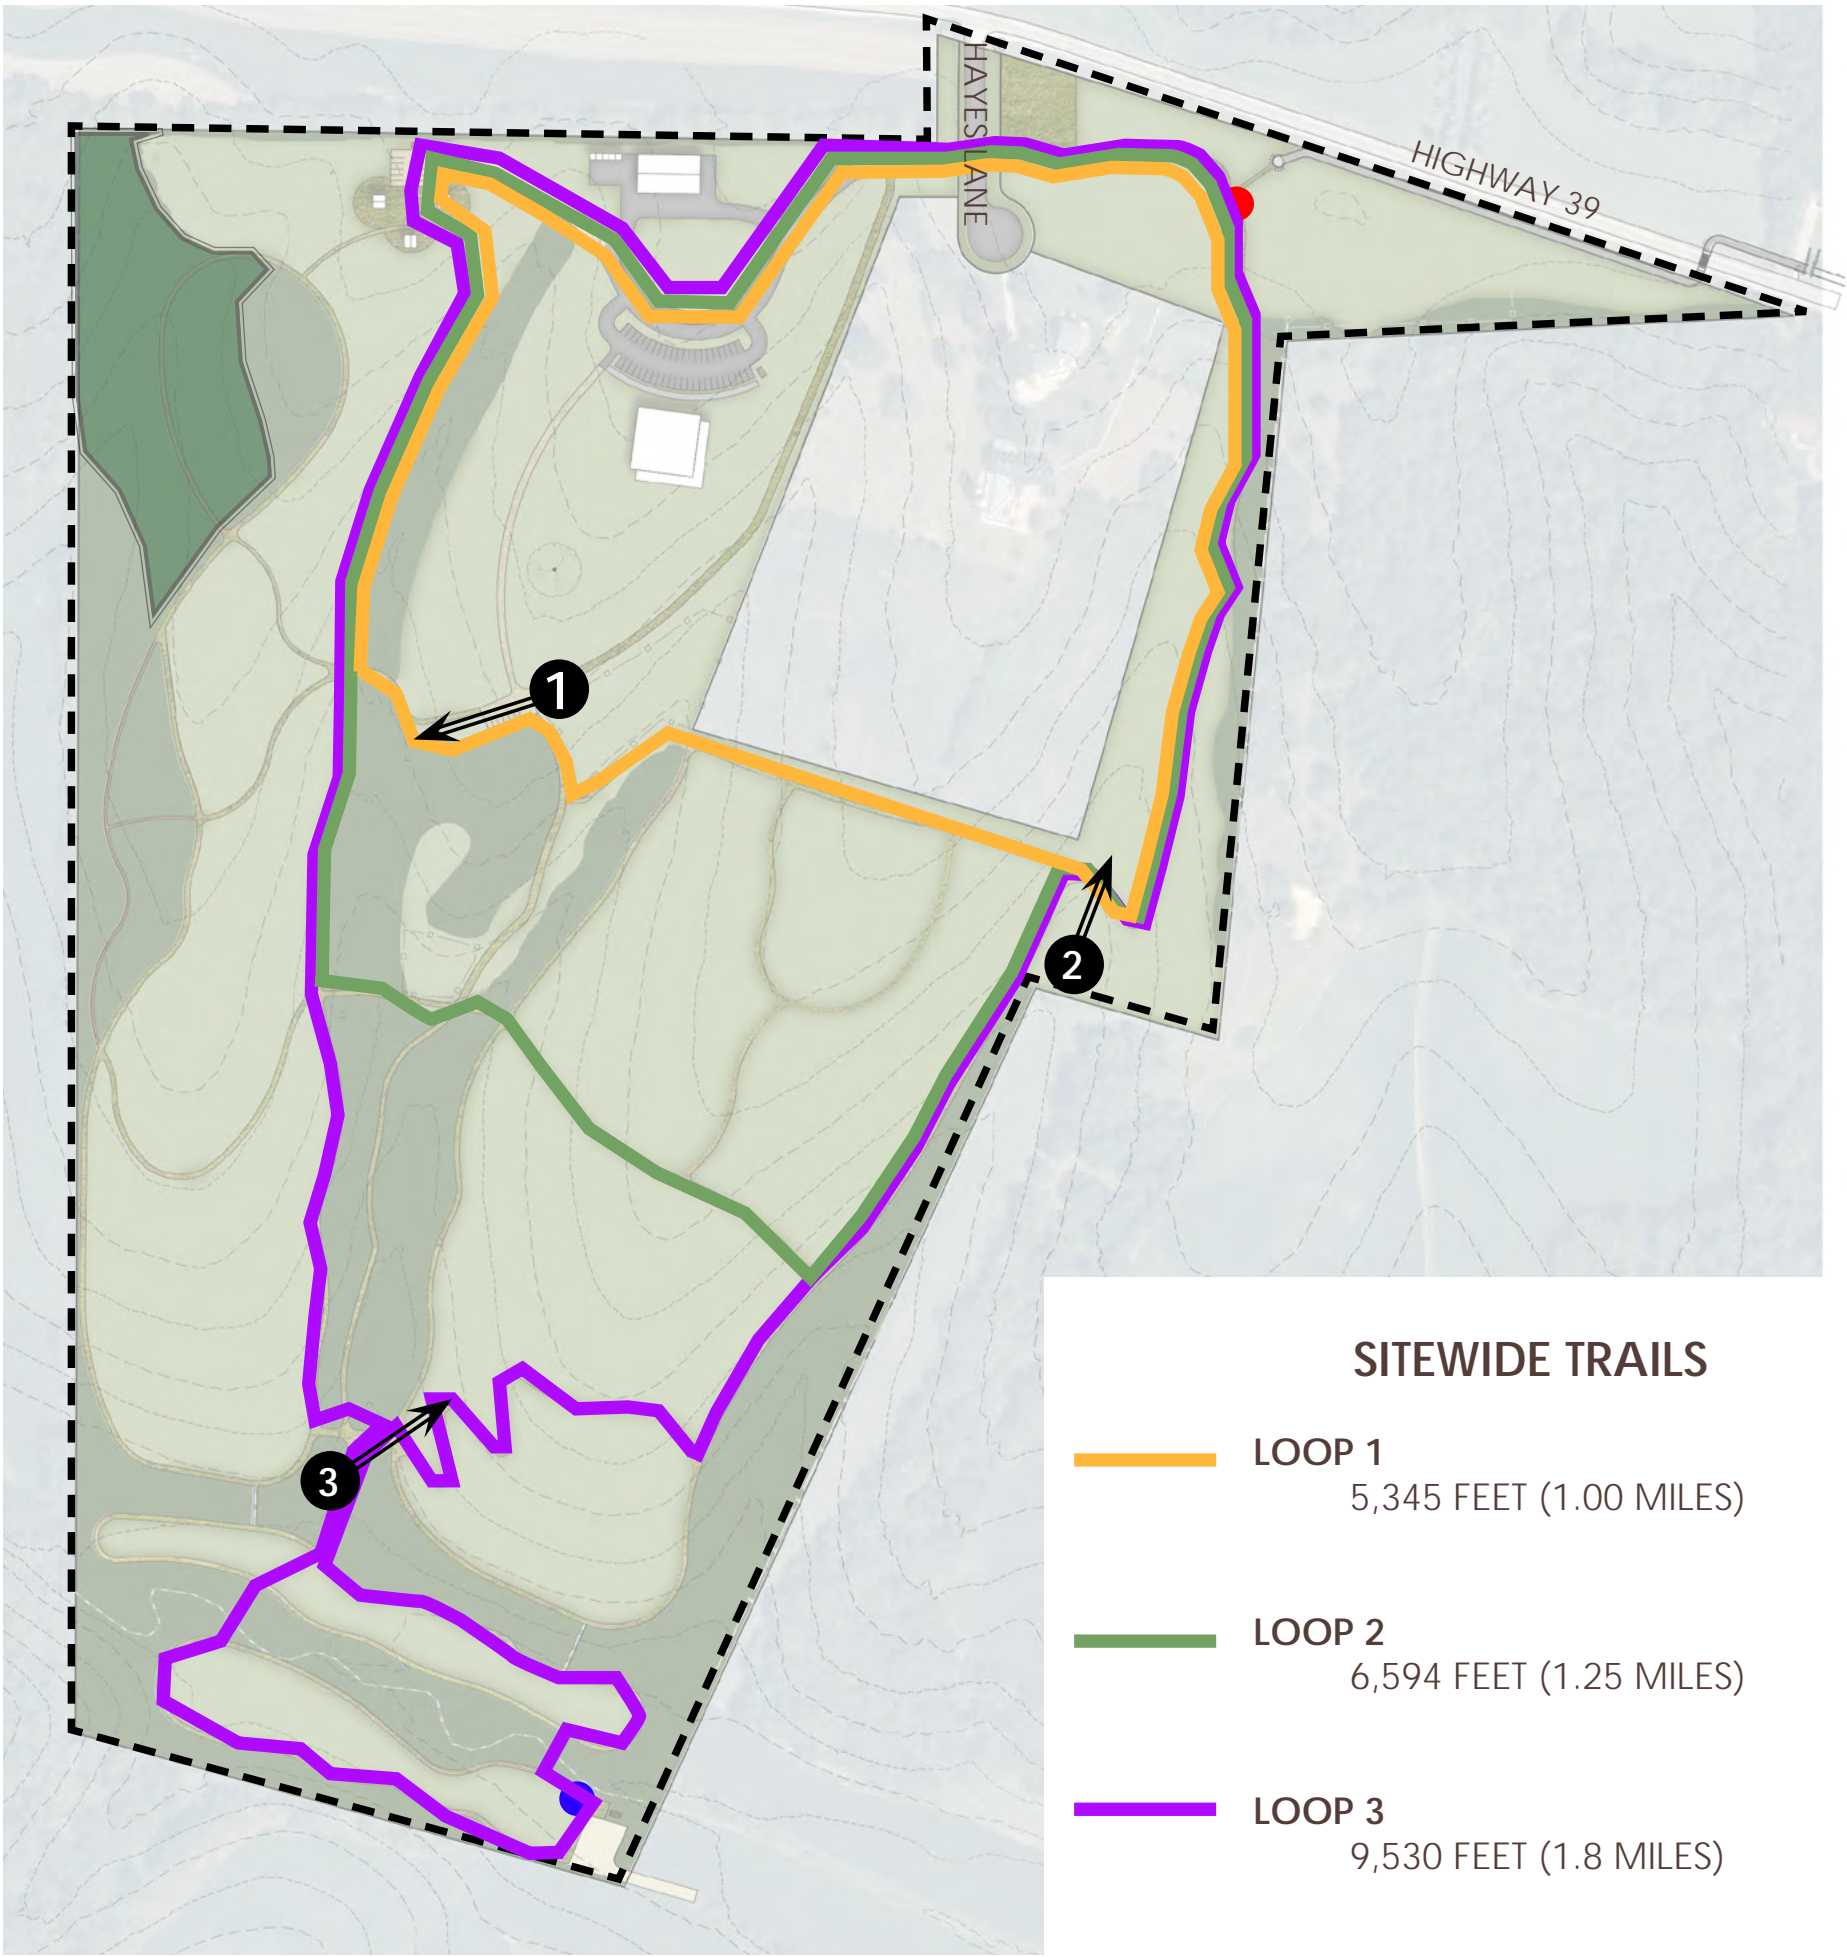 HAYES LANE
HIGHWAY 39
1
2
3
SITEWIDE TRAILS
LOOP 1
5,345 FEET (1.00 MILES)
LOOP 2
6,594 FEET (1.25 MILES)
LOOP 3
9,530 FEET (1.8 MILES)